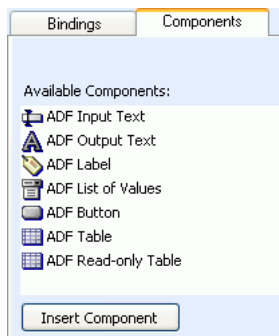 Bindings Components
Available Components:
ADF Input Text
ADF Output Text
ADF Label
ADF List of Values
ADF Button
ADF Table
ADF Read-only Table
Insert Component